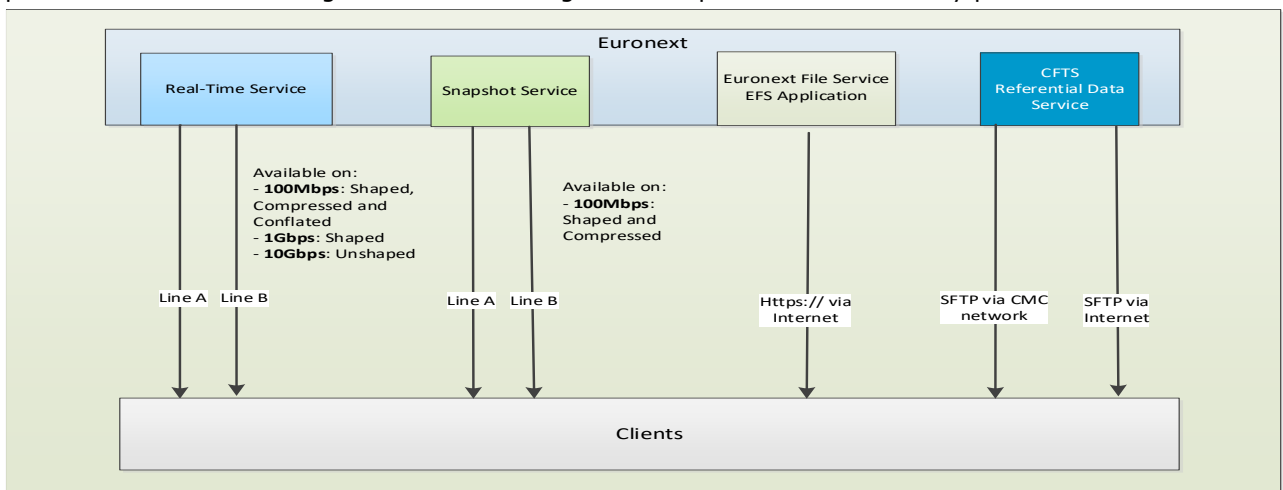 Euronext
Real-Time Service
Snapshot Service
Euronext File Service
EFS Application
CFTS
Referential Data
Service
Available on:
- 100Mbps: Shaped,
Compressed and
Conflated
- 1Gbps: Shaped
- 10Gbps: Unshaped
Available on:
- 100Mbps:
Shaped and
Compressed
Line A
Line B
Line A
Line B
Https:// via
Internet
SFTP via CMC
network
SFTP via
Internet
Clients